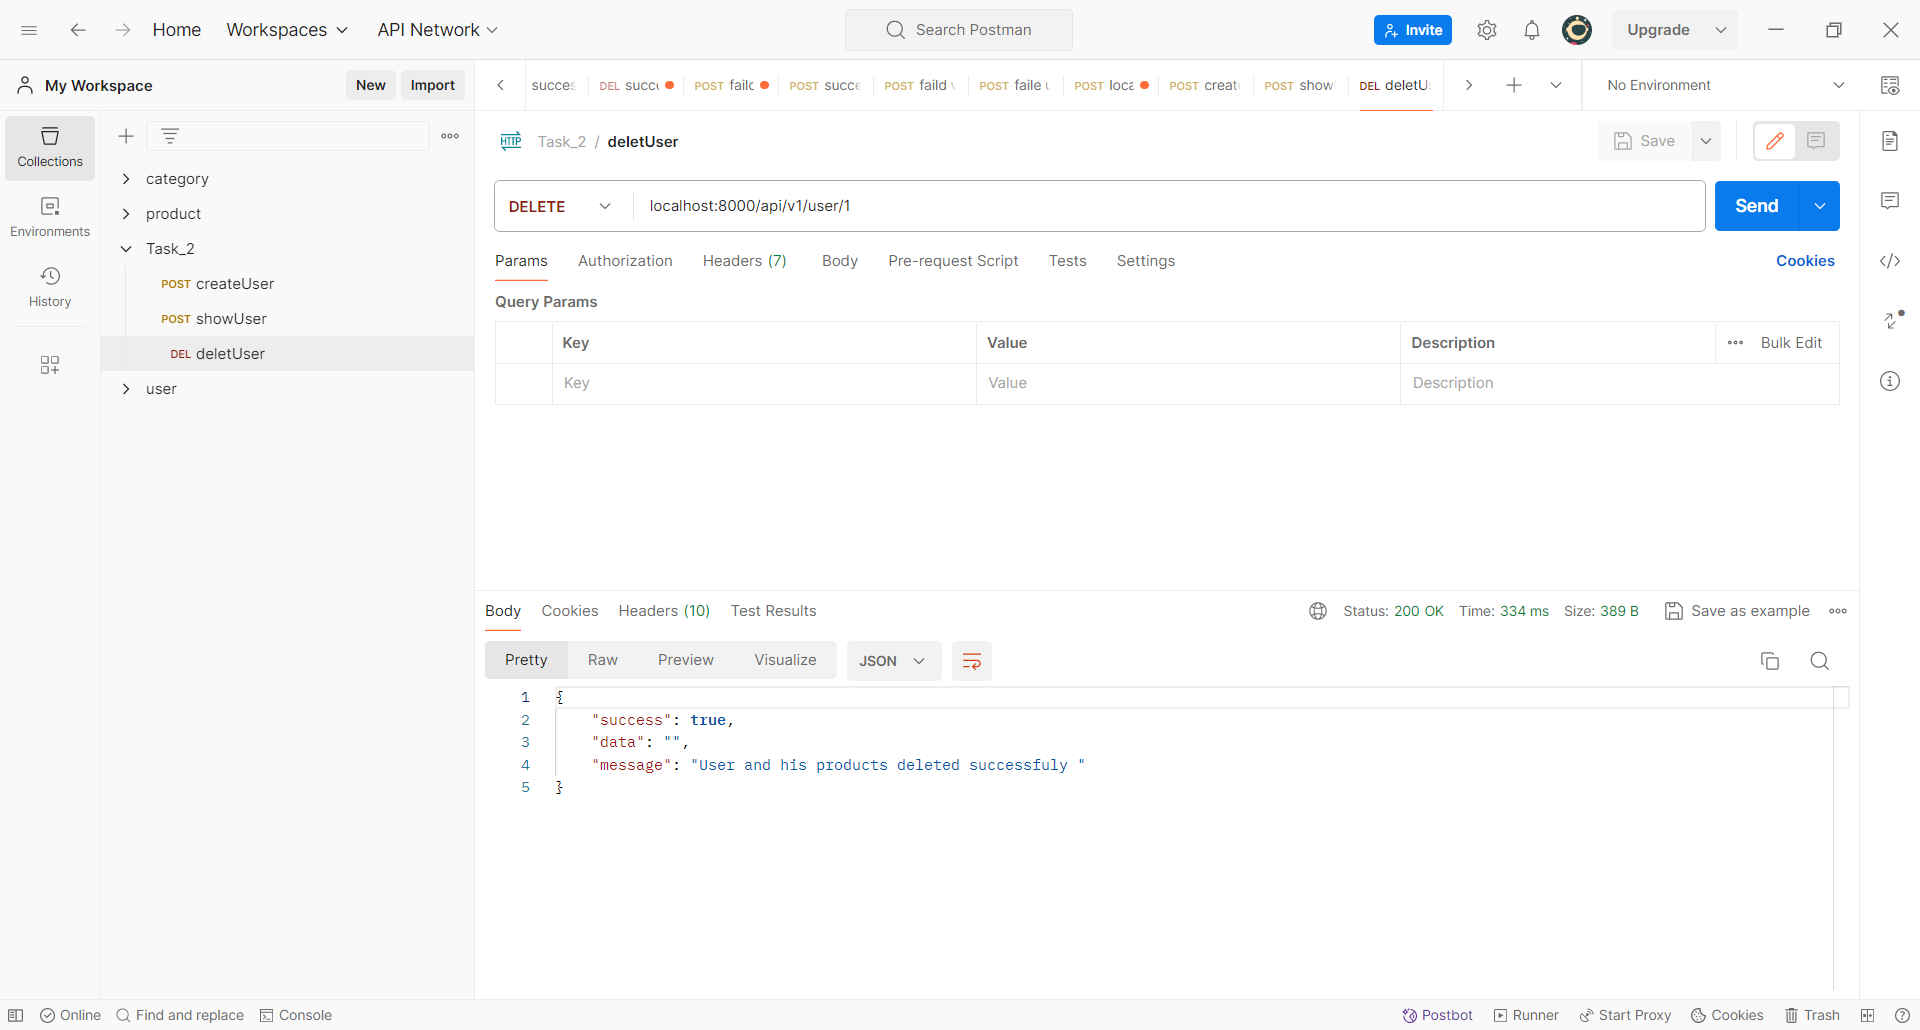 Home Workspaces API Network Search Postman Invite Upgrade
My Workspace New Import
succes DEL succ POST faild POST succe POST faild POST faile POST loca POST creat POST show DEL deletU No Environment
Collections
Environments
History
category
product
Task_2
POST createUser
POST showUser
DEL deletUser
user
HTTP Task_2 / deletUser Save
DELETE localhost:8000/api/v1/user/1 Send
Params Authorization Headers (7) Body Pre-request Script Tests Settings Cookies
Query Params
Key Value Description Bulk Edit
Key Value Description
Body Cookies Headers (10) Test Results Status: 200 OK Time: 334 ms Size: 389 B Save as example
Pretty Raw Preview Visualize JSON
1 {
2 "success": true,
3 "data": "",
4 "message": "User and his products deleted successfuly "
5 }
Online Find and replace Console Postbot Runner Start Proxy Cookies Trash